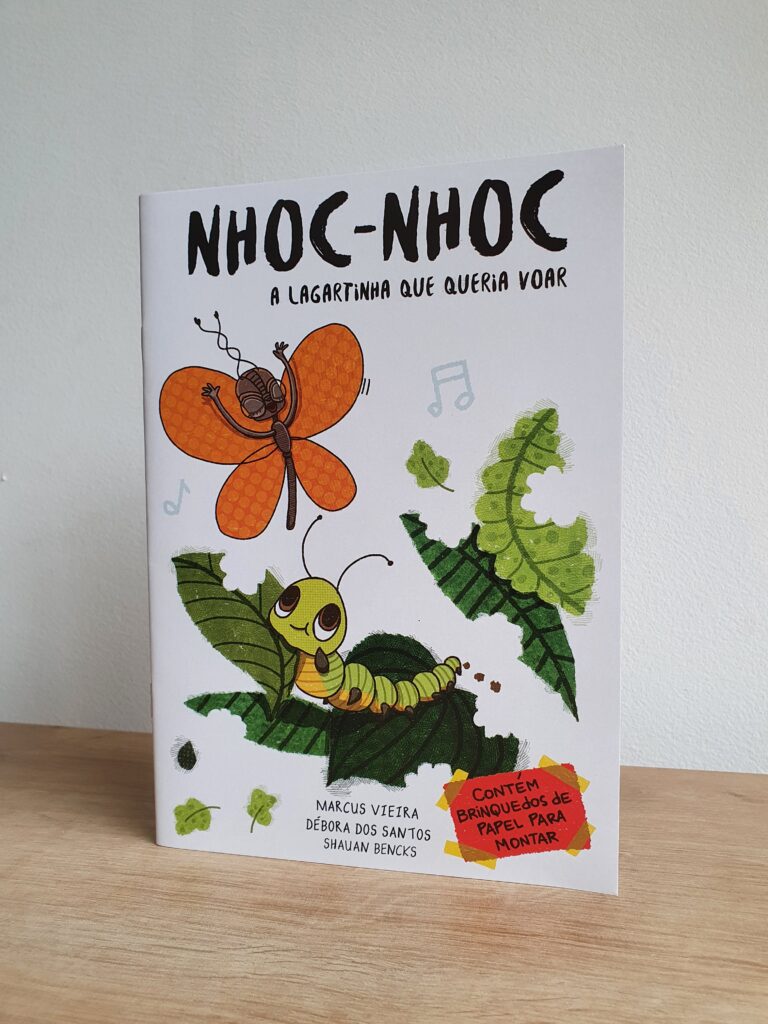 NHOC-NHOC
A LAGARTINHA QUE QUERIA VOAR
MARCUS VIEIRA
DÉBORA DOS SANTOS
SHAUAN BENCKS
CONTÉM
BRINQUEDOS DE
PAPEL PARA
MONTAR